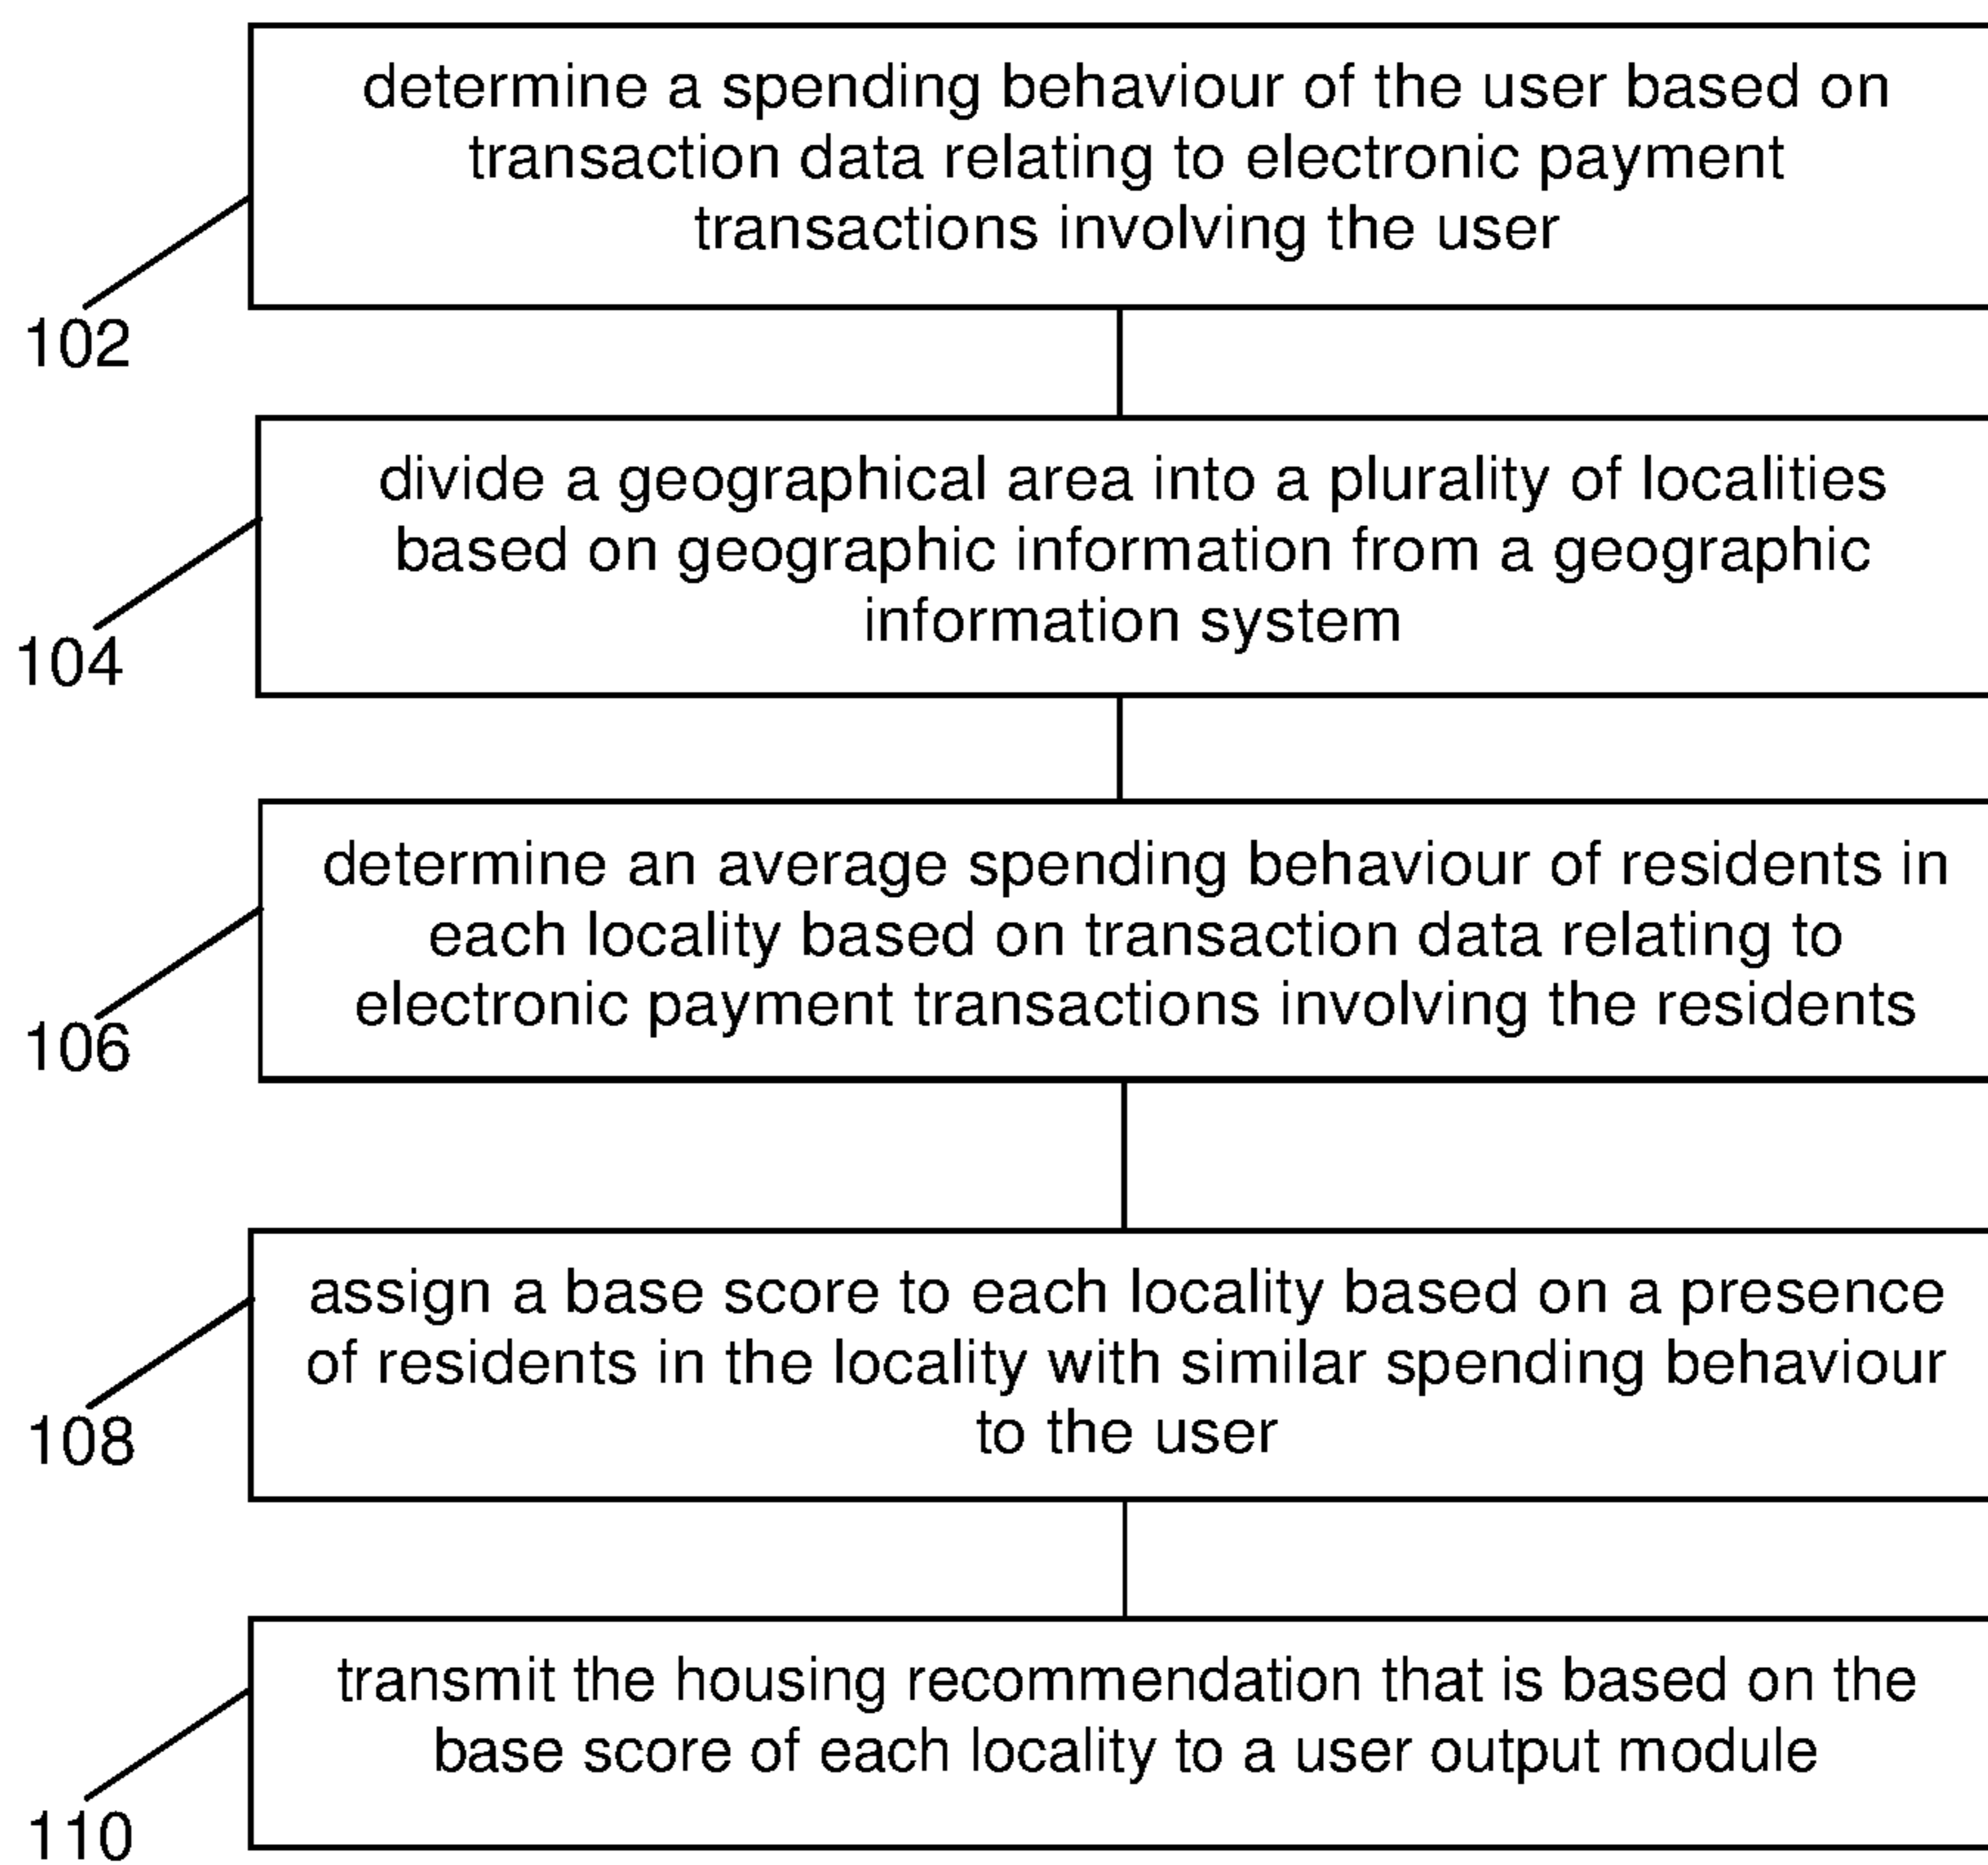 determine a spending behaviour of the user based on
transaction data relating to electronic payment
transactions involving the user
102
divide a geographical area into a plurality of localities
based on geographic information from a geographic
information system
104
determine an average spending behaviour of residents in
each locality based on transaction data relating to
electronic payment transactions involving the residents
106
assign a base score to each locality based on a presence
of residents in the locality with similar spending behaviour
to the user
108
transmit the housing recommendation that is based on the
base score of each locality to a user output module
110